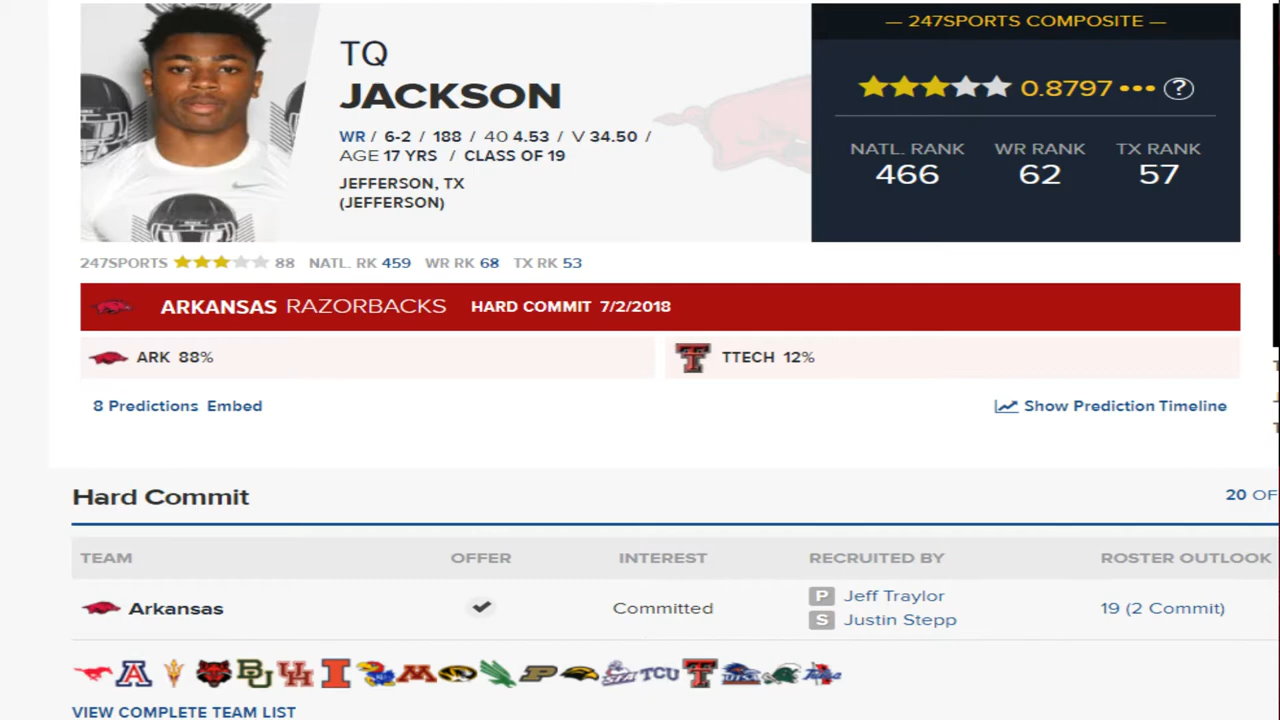 TQ
JACKSON
WR / 6-2 / 188 / 40 4.53 / V 34.50 /
AGE 17 YRS / CLASS OF 19
JEFFERSON, TX
(JEFFERSON)
— 247SPORTS COMPOSITE —
0.8797 ••• ?
NATL. RANK WR RANK TX RANK
466 62 57
247SPORTS 88 NATL. RK 459 WR RK 68 TX RK 53
ARKANSAS RAZORBACKS HARD COMMIT 7/2/2018
ARK 88% TTECH 12%
8 Predictions Embed Show Prediction Timeline
Hard Commit 20 OF
TEAM OFFER INTEREST RECRUITED BY ROSTER OUTLOOK
Arkansas Committed P Jeff Traylor 19 (2 Commit)
S Justin Stepp
TCU
VIEW COMPLETE TEAM LIST